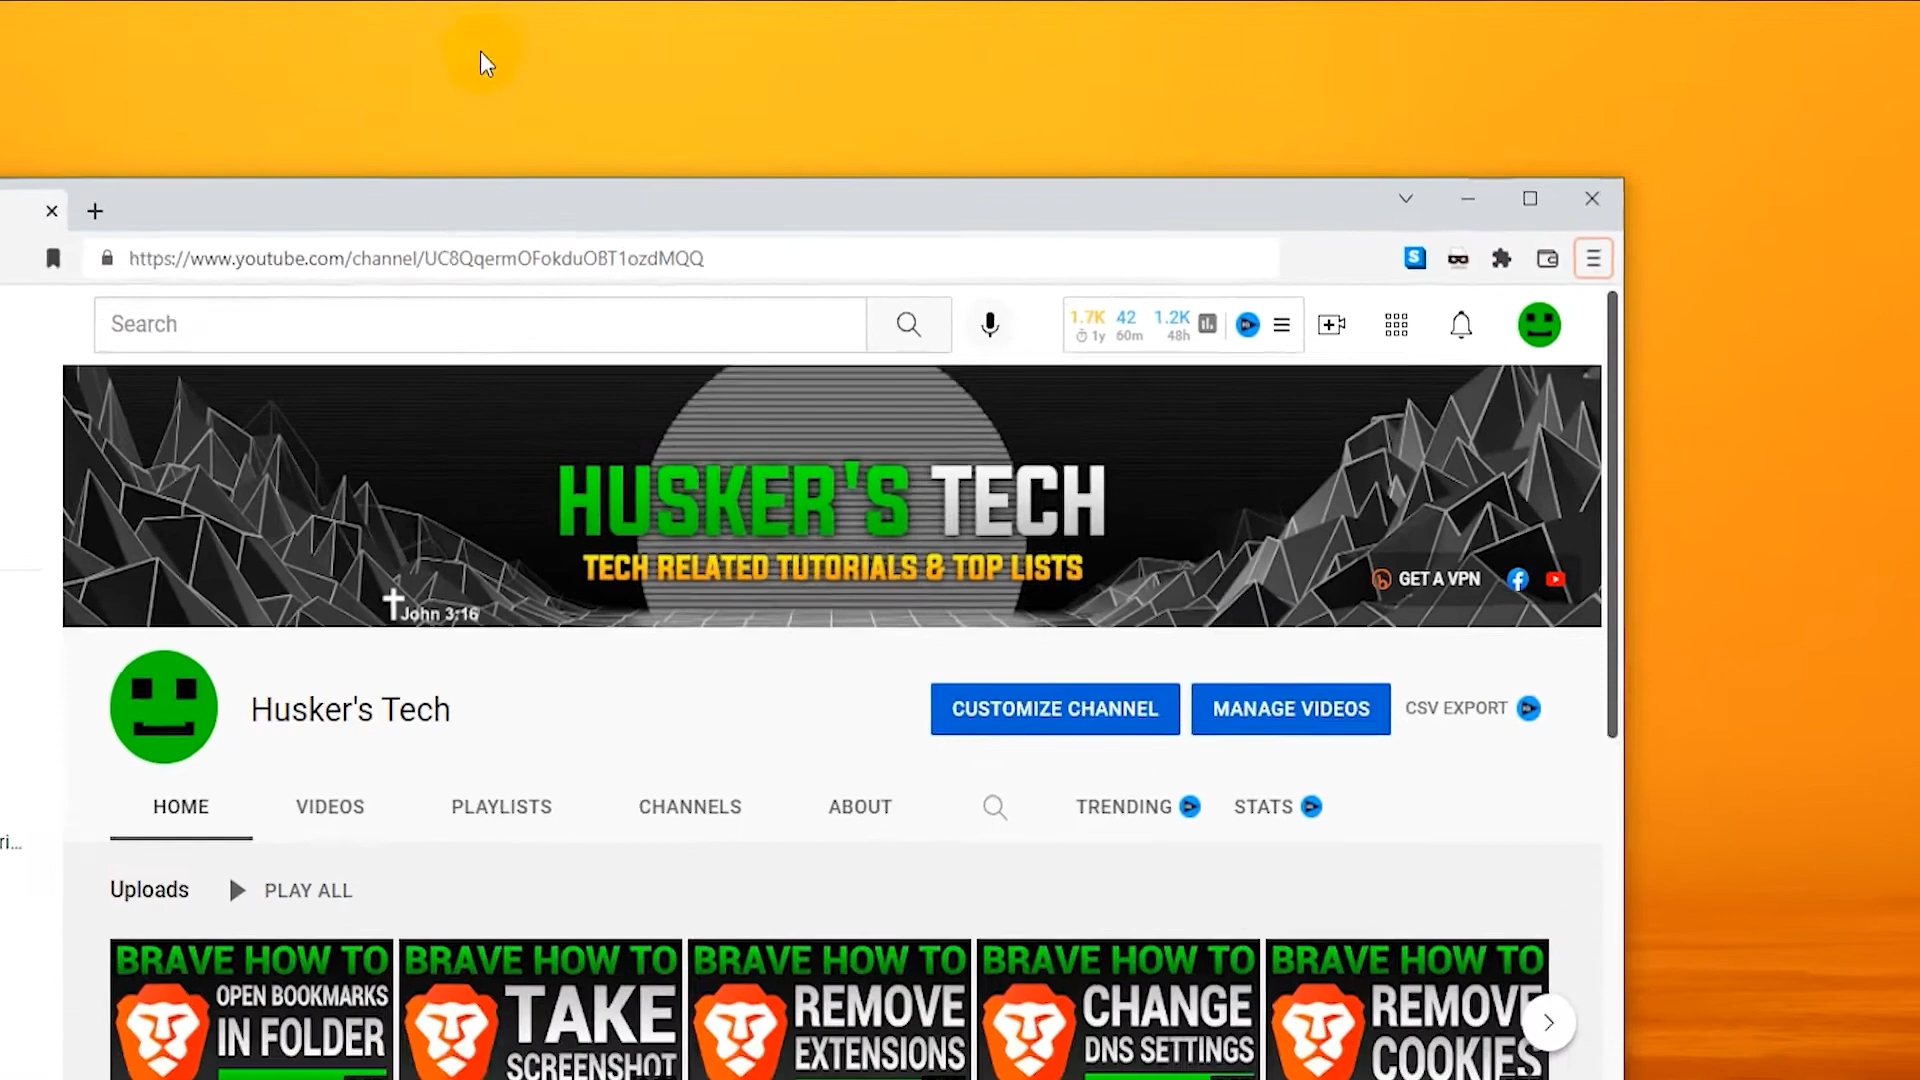 https://www.youtube.com/channel/UC8QqermOFokduOBT1ozdMQQ
S
Search
1.7K 42 1.2K
1y 60m 48h
HUSKER'S TECH
TECH RELATED TUTORIALS & TOP LISTS
GET A VPN
John 3:16
Husker's Tech
CUSTOMIZE CHANNEL
MANAGE VIDEOS
CSV EXPORT
HOME
VIDEOS
PLAYLISTS
CHANNELS
ABOUT
TRENDING
STATS
ri...
Uploads
PLAY ALL
BRAVE HOW TO
OPEN BOOKMARKS
IN FOLDER
BRAVE HOW TO
TAKE
SCREENSHOT
BRAVE HOW TO
REMOVE
EXTENSIONS
BRAVE HOW TO
CHANGE
DNS SETTINGS
BRAVE HOW TO
REMOVE
COOKIES